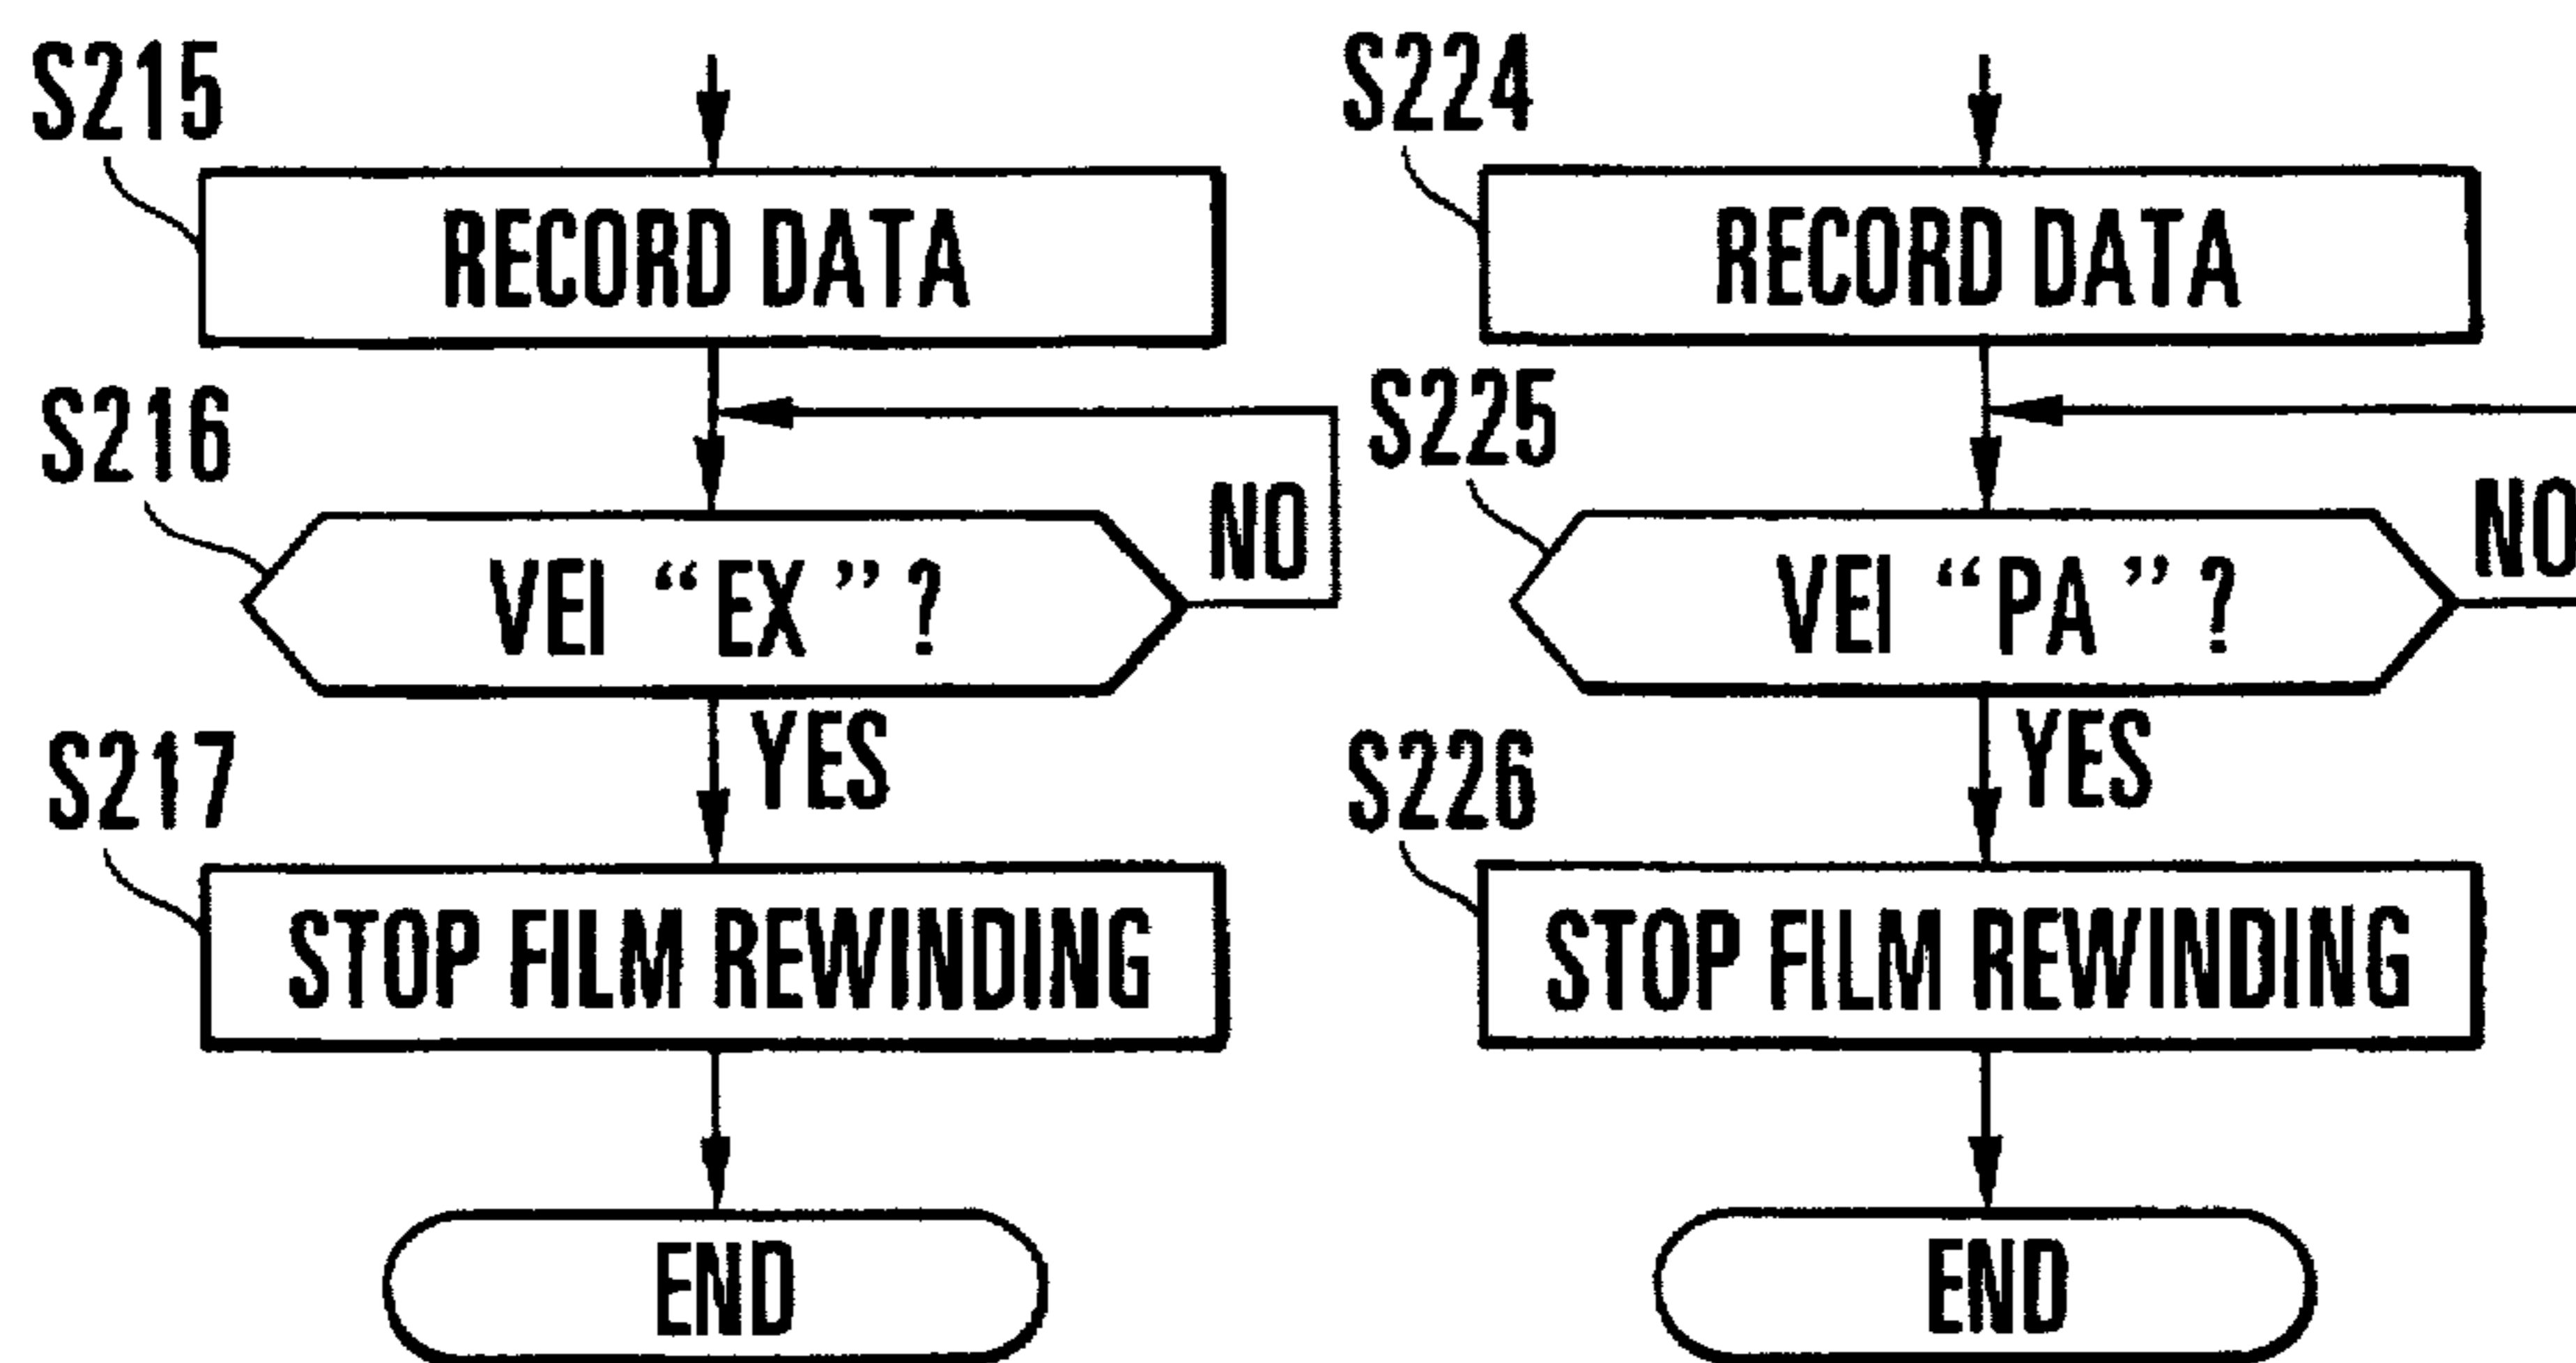 S215
RECORD DATA
S216
VEI “EX”?
NO
YES
S217
STOP FILM REWINDING
END
S224
RECORD DATA
S225
VEI “PA”?
NO
YES
S226
STOP FILM REWINDING
END